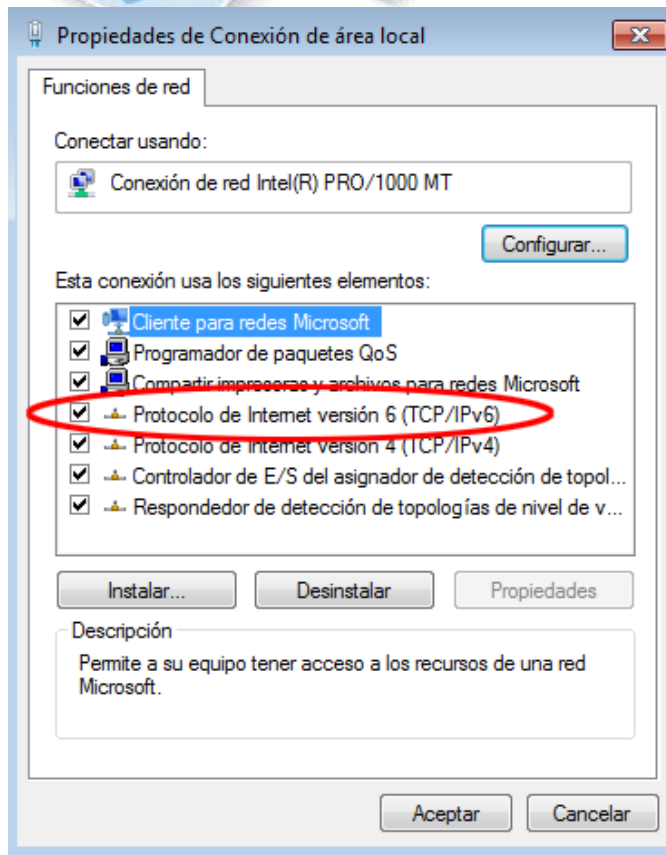 Propiedades de Conexión de área local
Funciones de red
Conectar usando:
Conexión de red Intel(R) PRO/1000 MT
Configurar...
Esta conexión usa los siguientes elementos:
Cliente para redes Microsoft
Programador de paquetes QoS
Compartir impresoras y archivos para redes Microsoft
Protocolo de Internet versión 6 (TCP/IPv6)
Protocolo de Internet versión 4 (TCP/IPv4)
Controlador de E/S del asignador de detección de topol...
Respondedor de detección de topologías de nivel de v...
Instalar...
Desinstalar
Propiedades
Descripción
Permite a su equipo tener acceso a los recursos de una red
Microsoft.
Aceptar
Cancelar